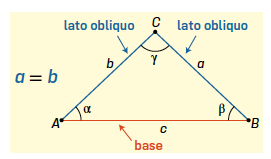 C
lato obliquo
lato obliquo
b
γ
a
a = b
α
β
A
B
c
base